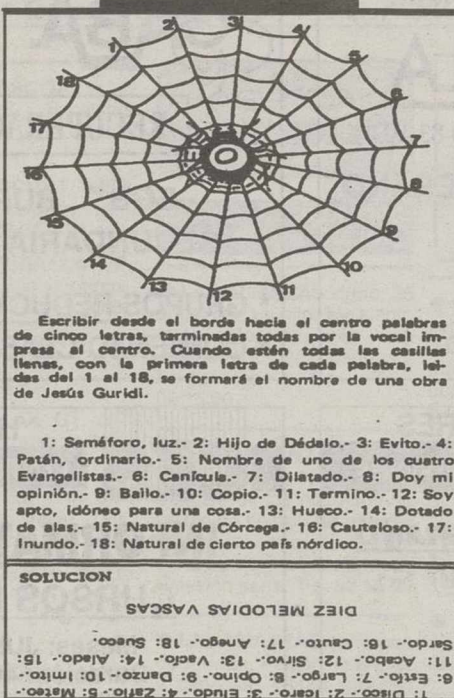 1
2
3
4
5
6
7
8
9
10
11
12
13
14
15
16
17
18
O
Escribir desde el borde hacia el centro palabras
de cinco letras, terminadas todas por la vocal im-
presa al centro. Cuando estén todas las casillas
llenas, con la primera letra de cada palabra, leí-
das del 1 al 18, se formará el nombre de una obra
de Jesús Guridi.
1: Semáforo, luz.- 2: Hijo de Dédalo.- 3: Evito.- 4:
Patán, ordinario.- 5: Nombre de uno de los cuatro
Evangelistas.- 6: Canícula.- 7: Dilatado.- 8: Doy mi
opinión.- 9: Bailo.- 10: Copio.- 11: Termino.- 12: Soy
apto, idóneo para una cosa.- 13: Hueco.- 14: Dotado
de alas.- 15: Natural de Córcega.- 16: Cauteloso.- 17:
Inundo.- 18: Natural de cierto país nórdico.
SOLUCION
1: Disco.- 2: Icaro.- 3: Eludo.- 4: Zafio.- 5: Mateo.-
6: Estío.- 7: Largo.- 8: Opino.- 9: Danzo.- 10: Imito.-
11: Acabo.- 12: Sirvo.- 13: Vacío.- 14: Alado.- 15:
Sardo.- 16: Cauto.- 17: Anego.- 18: Sueco.
DIEZ MELODIAS VASCAS